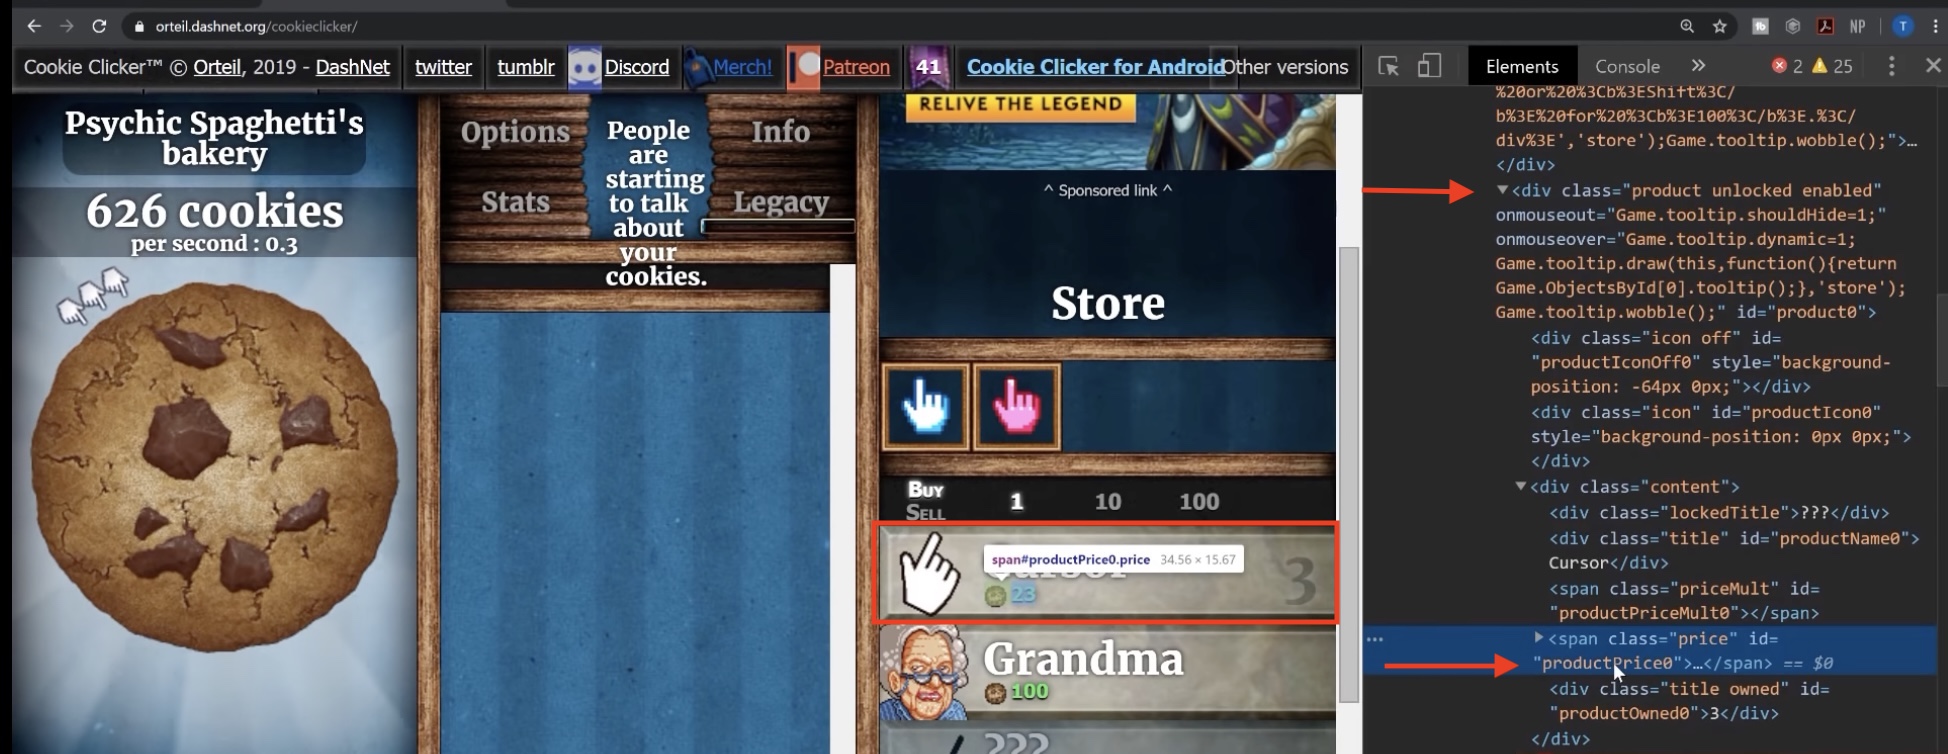 orteil.dashnet.org/cookieclicker/
NP
T
Cookie Clicker™ © Orteil, 2019 - DashNet
twitter
tumblr
Discord
Merch!
Patreon
41
Cookie Clicker for Android
Other versions
Psychic Spaghetti's
bakery
626 cookies
per second : 0.3
Options
Stats
People
are
starting
to talk
about
your
cookies.
Info
Legacy
RELIVE THE LEGEND
^ Sponsored link ^
Store
BUY
SELL
1
10
100
span#productPrice0.price 34.56 × 15.67
Cursor
23
3
Grandma
100
???
Elements
Console
»
2
25
%20or%20%3Cb%3EShift%3C/
b%3E%20for%20%3Cb%3E100%3C/b%3E.%3C/
div%3E','store');Game.tooltip.wobble();">…
</div>
▼<div class="product unlocked enabled"
onmouseout="Game.tooltip.shouldHide=1;"
onmouseover="Game.tooltip.dynamic=1;
Game.tooltip.draw(this,function(){return
Game.ObjectsById[0].tooltip();},'store');
Game.tooltip.wobble();" id="product0">
<div class="icon off" id=
"productIconOff0" style="background-
position: -64px 0px;"></div>
<div class="icon" id="productIcon0"
style="background-position: 0px 0px;">
</div>
▼<div class="content">
<div class="lockedTitle">???</div>
<div class="title" id="productName0">
Cursor</div>
<span class="priceMult" id=
"productPriceMult0"></span>
▶<span class="price" id=
"productPrice0">…</span> == $0
<div class="title owned" id=
"productOwned0">3</div>
</div>